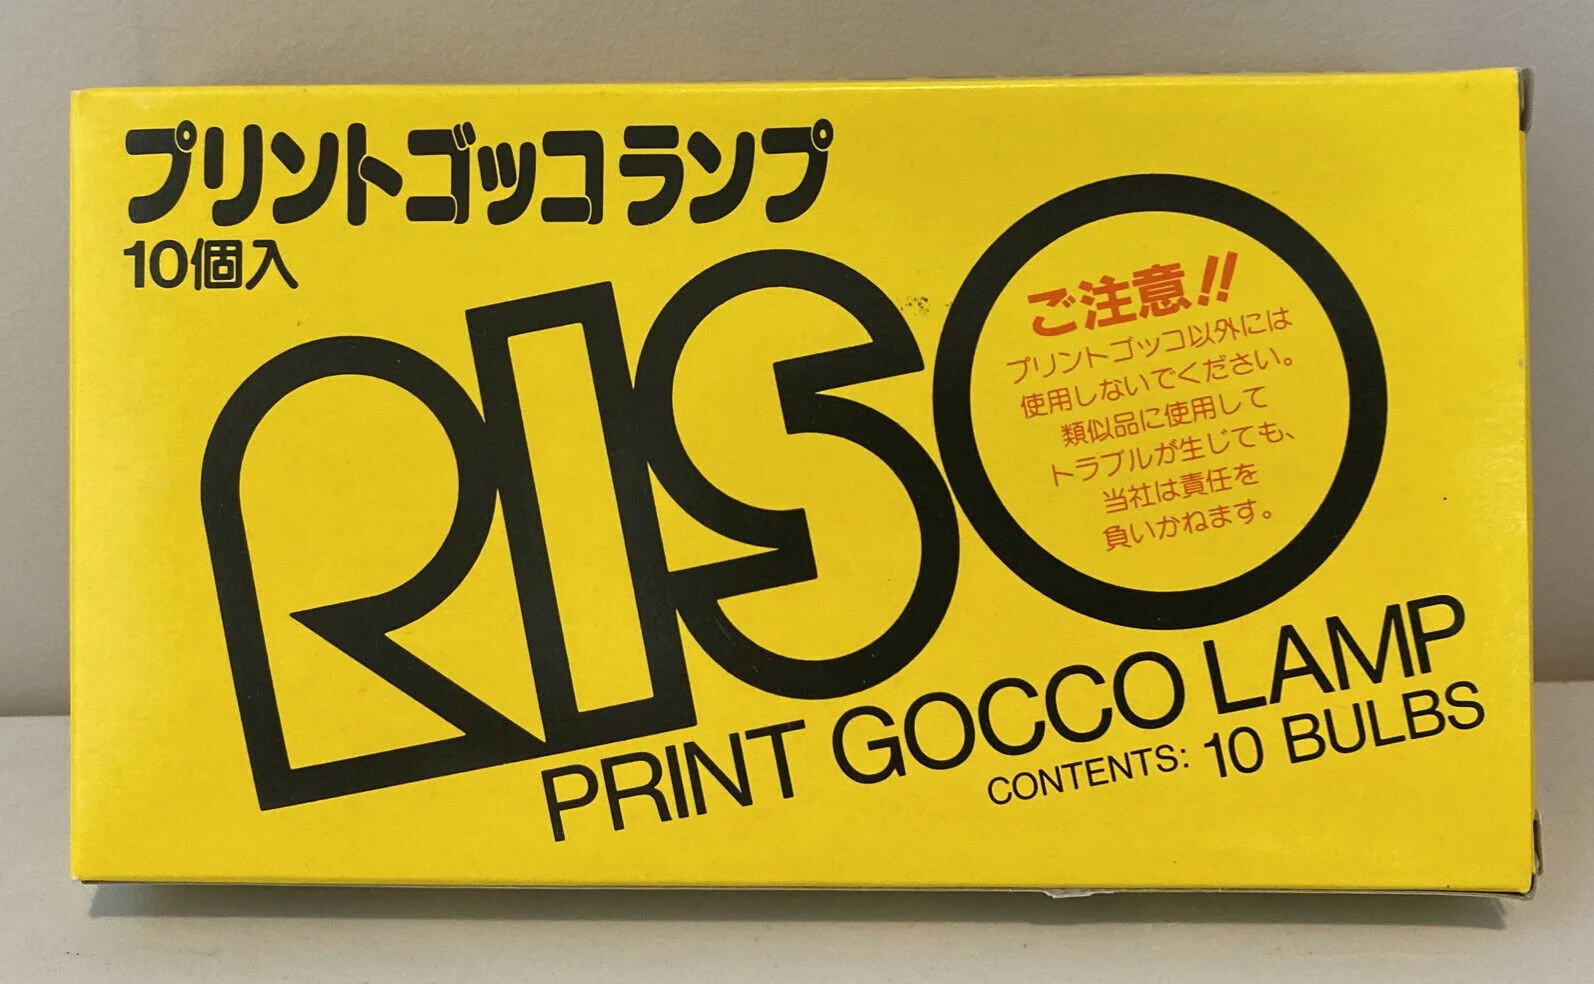 プリントゴッコランプ
10個入
RISO
ご注意!!
プリントゴッコ以外には
使用しないでください。
類似品に使用して
トラブルが生じても、
当社は責任を
負いかねます。
PRINT GOCCO LAMP
CONTENTS: 10 BULBS